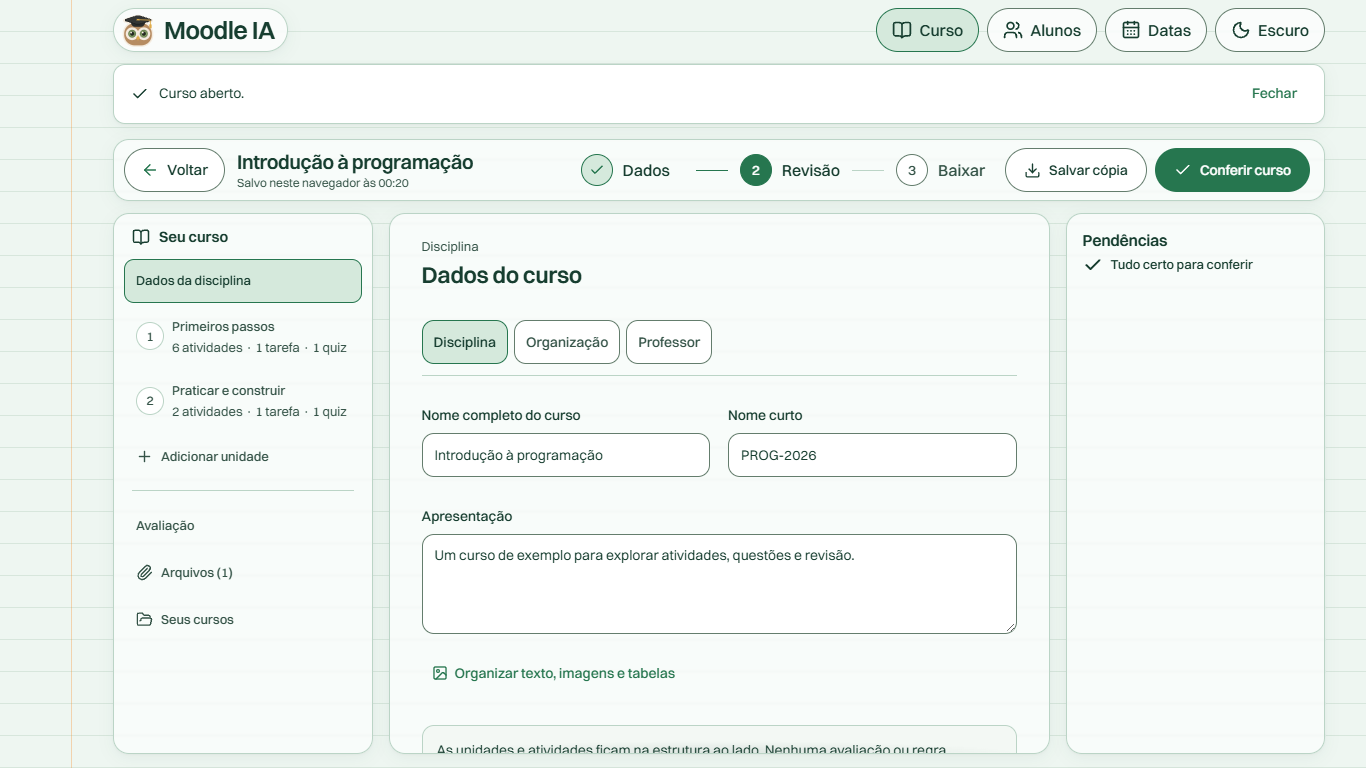 Moodle IA
Curso
Alunos
Datas
Escuro
Curso aberto.
Fechar
Voltar
Introdução à programação
Salvo neste navegador às 00:20
Dados
2
Revisão
3
Baixar
Salvar cópia
Conferir curso
Seu curso
Dados da disciplina
1
Primeiros passos
6 atividades · 1 tarefa · 1 quiz
2
Praticar e construir
2 atividades · 1 tarefa · 1 quiz
Adicionar unidade
Avaliação
Arquivos (1)
Seus cursos
Disciplina
Dados do curso
Disciplina
Organização
Professor
Nome completo do curso
Nome curto
Introdução à programação
PROG-2026
Apresentação
Um curso de exemplo para explorar atividades, questões e revisão.
Organizar texto, imagens e tabelas
As unidades e atividades ficam na estrutura ao lado. Nenhuma avaliação ou regra
Pendências
Tudo certo para conferir